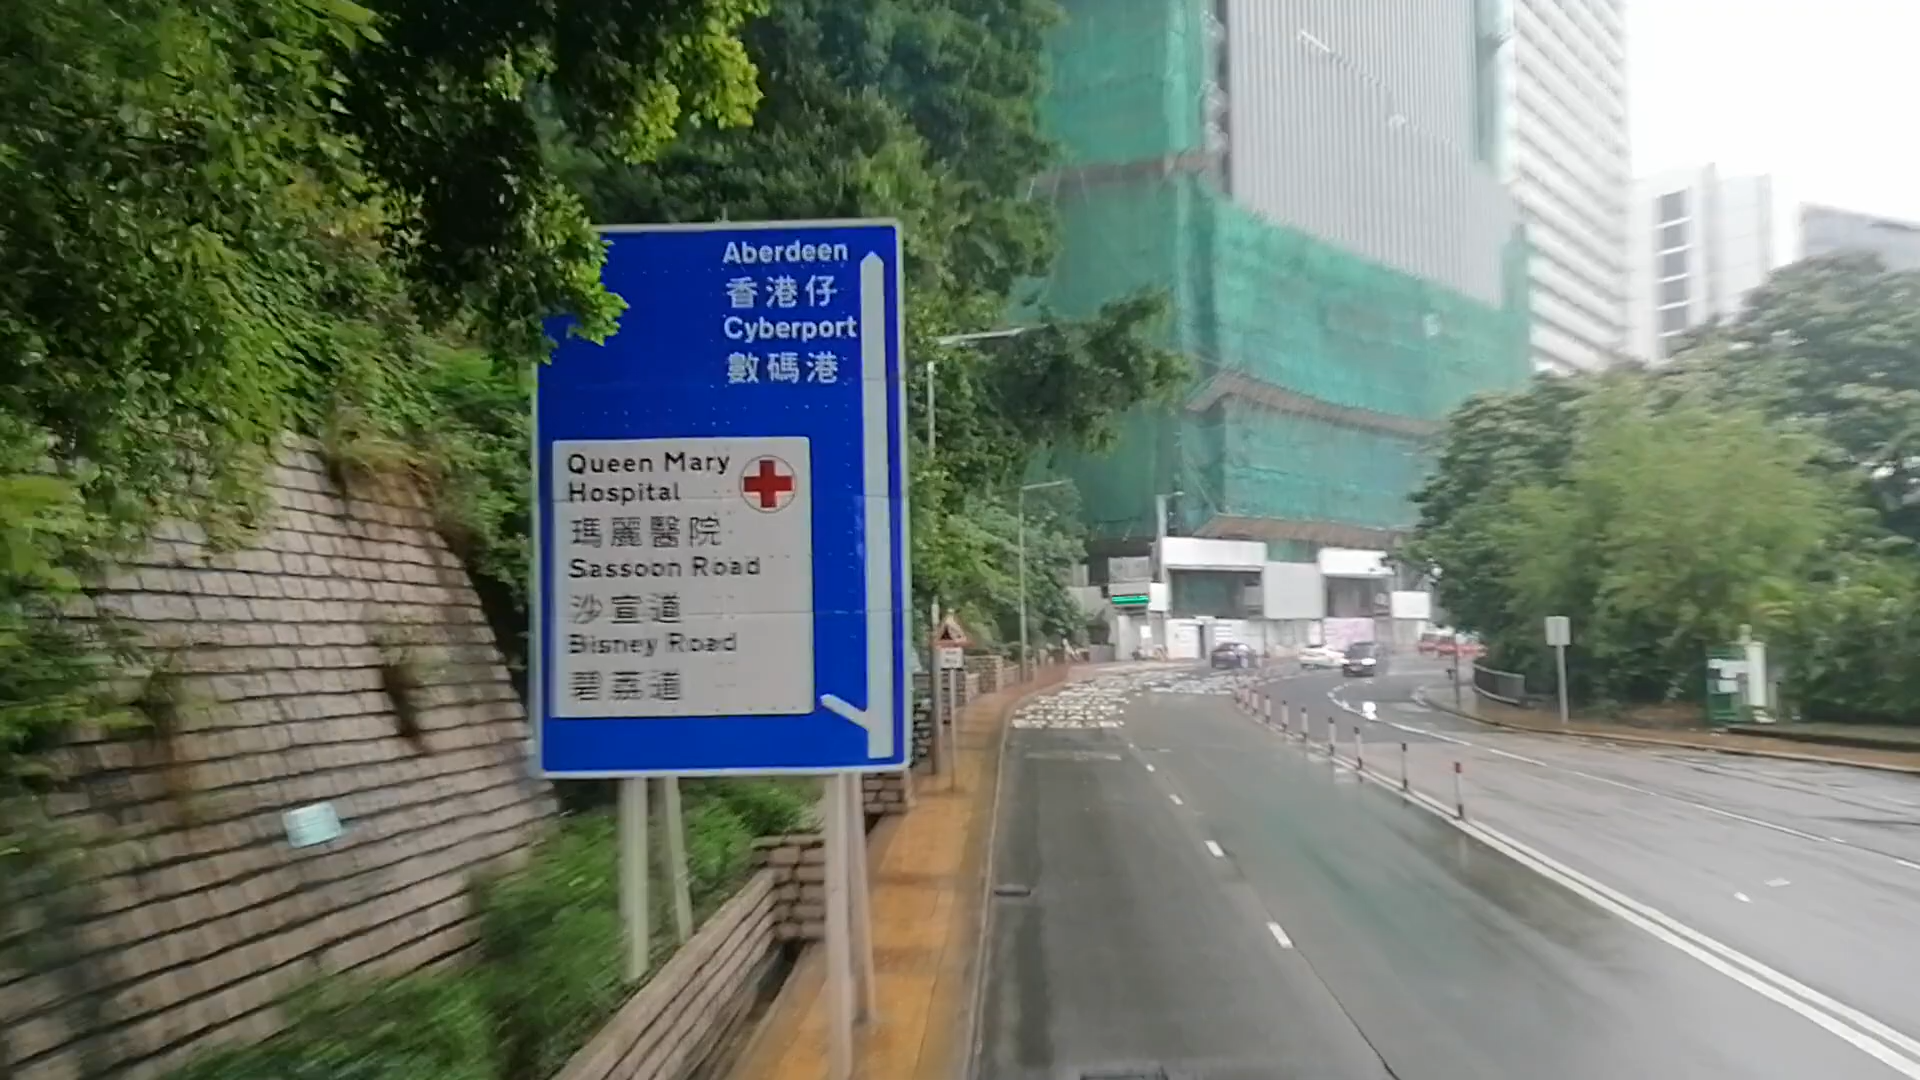 Aberdeen
香港仔
Cyberport
數碼港
Queen Mary
Hospital
瑪麗醫院
Sassoon Road
沙宣道
Bisney Road
碧荔道